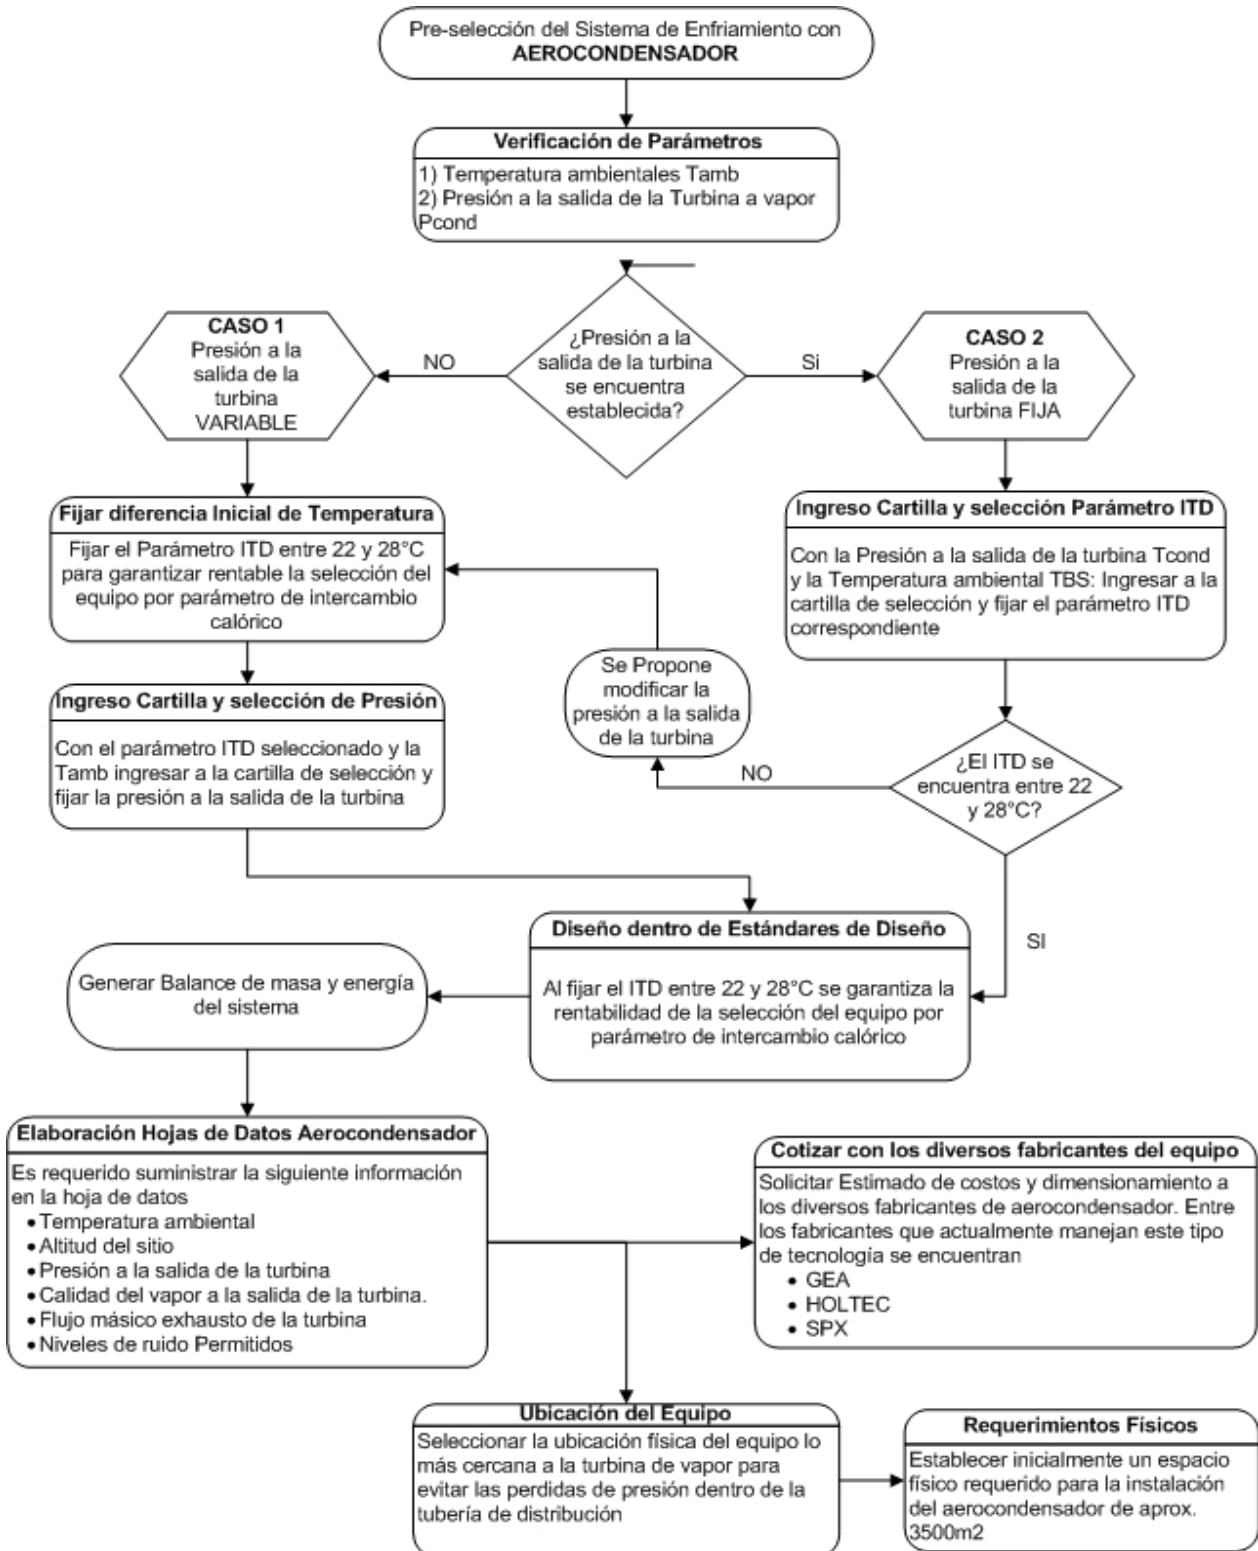 Pre-selección del Sistema de Enfriamiento con
AEROCONDENSADOR
Verificación de Parámetros
1) Temperatura ambientales Tamb
2) Presión a la salida de la Turbina a vapor
Pcond
¿Presión a la
salida de la turbina
se encuentra
establecida?
NO
Si
CASO 1
Presión a la
salida de la
turbina
VARIABLE
CASO 2
Presión a la
salida de la
turbina FIJA
Fijar diferencia Inicial de Temperatura
Fijar el Parámetro ITD entre 22 y 28°C
para garantizar rentable la selección del
equipo por parámetro de intercambio
calórico
Ingreso Cartilla y selección Parámetro ITD
Con la Presión a la salida de la turbina Tcond
y la Temperatura ambiental TBS: Ingresar a la
cartilla de selección y fijar el parámetro ITD
correspondiente
Se Propone
modificar la
presión a la salida
de la turbina
Ingreso Cartilla y selección de Presión
Con el parámetro ITD seleccionado y la
Tamb ingresar a la cartilla de selección y
fijar la presión a la salida de la turbina
¿El ITD se
encuentra entre 22
y 28°C?
NO
SI
Diseño dentro de Estándares de Diseño
Al fijar el ITD entre 22 y 28°C se garantiza la
rentabilidad de la selección del equipo por
parámetro de intercambio calórico
Generar Balance de masa y energía
del sistema
Elaboración Hojas de Datos Aerocondensador
Es requerido suministrar la siguiente información
en la hoja de datos
• Temperatura ambiental
• Altitud del sitio
• Presión a la salida de la turbina
• Calidad del vapor a la salida de la turbina.
• Flujo másico exhausto de la turbina
• Niveles de ruido Permitidos
Cotizar con los diversos fabricantes del equipo
Solicitar Estimado de costos y dimensionamiento a
los diversos fabricantes de aerocondensador. Entre
los fabricantes que actualmente manejan este tipo
de tecnología se encuentran
• GEA
• HOLTEC
• SPX
Ubicación del Equipo
Seleccionar la ubicación física del equipo lo
más cercana a la turbina de vapor para
evitar las perdidas de presión dentro de la
tubería de distribución
Requerimientos Físicos
Establecer inicialmente un espacio
físico requerido para la instalación
del aerocondensador de aprox.
3500m2